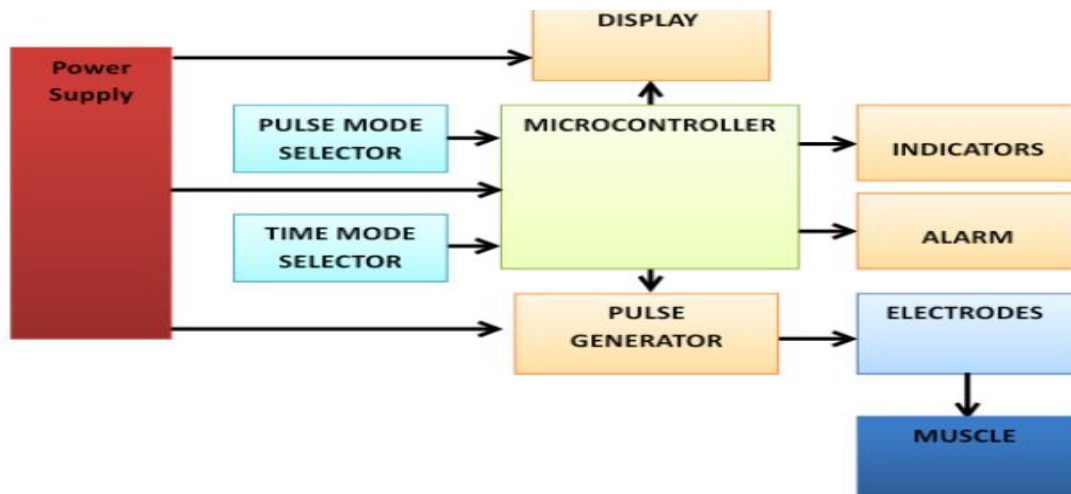 DISPLAY
Power
Supply
PULSE MODE
SELECTOR
MICROCONTROLLER
INDICATORS
TIME MODE
SELECTOR
ALARM
PULSE
GENERATOR
ELECTRODES
MUSCLE